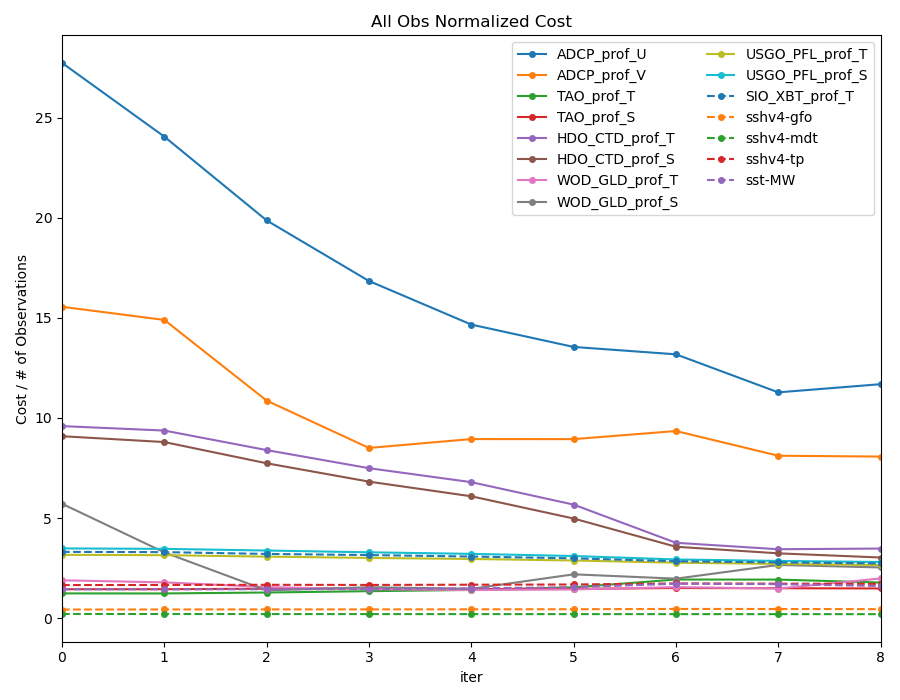 All Obs Normalized Cost
Cost / # of Observations
25
20
15
10
5
0
ADCP_prof_U
ADCP_prof_V
TAO_prof_T
TAO_prof_S
HDO_CTD_prof_T
HDO_CTD_prof_S
WOD_GLD_prof_T
WOD_GLD_prof_S
USGO_PFL_prof_T
USGO_PFL_prof_S
SIO_XBT_prof_T
sshv4-gfo
sshv4-mdt
sshv4-tp
sst-MW
0 1 2 3 4 5 6 7 8
iter